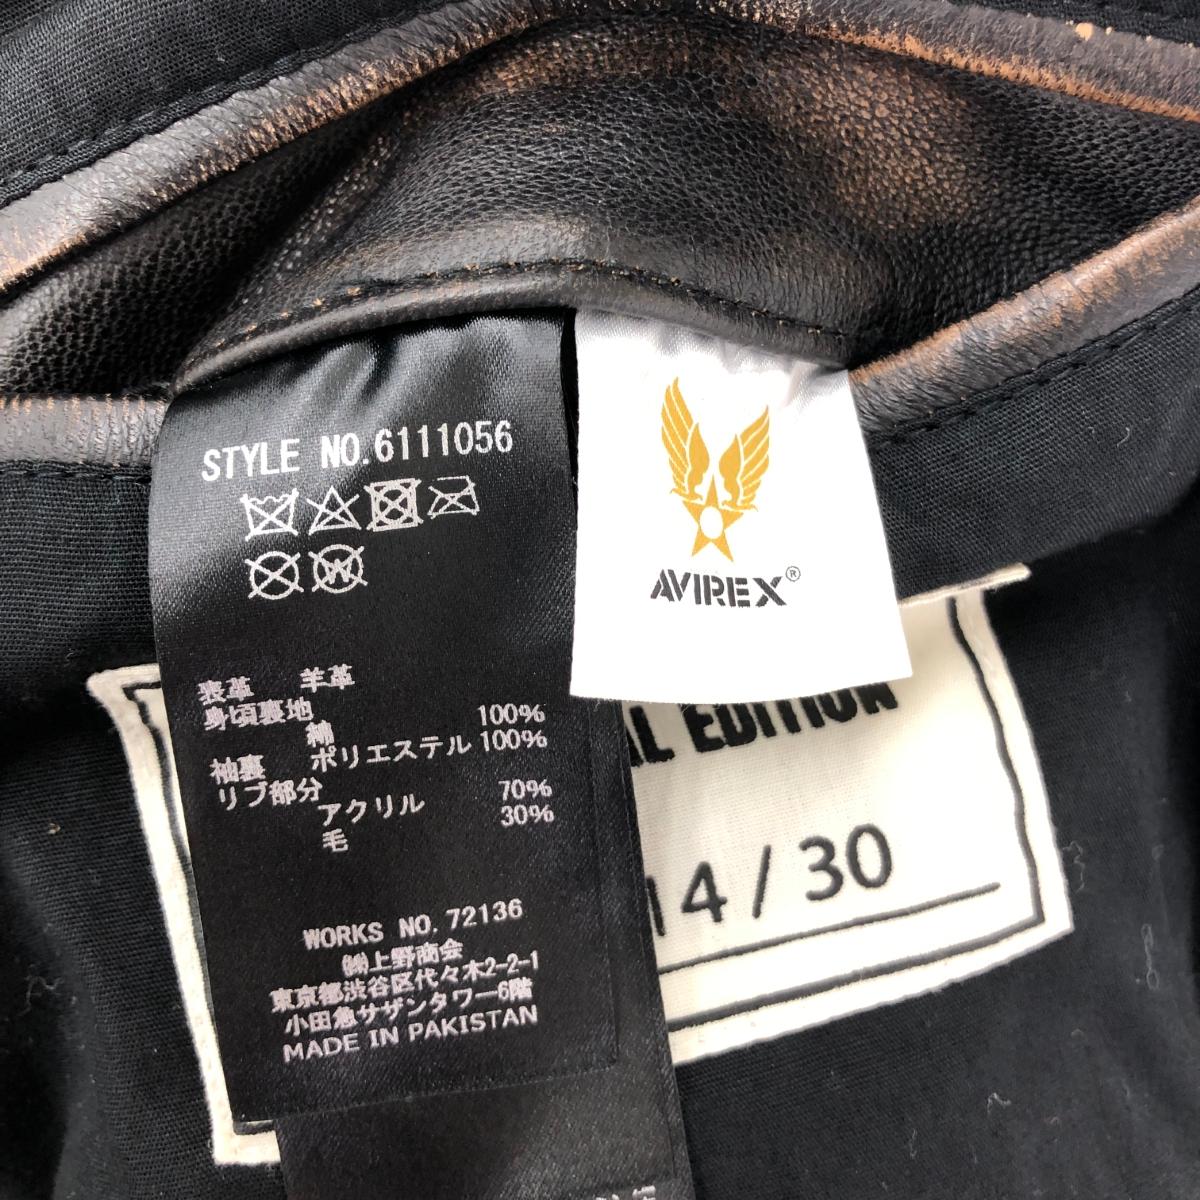 STYLE NO.6111056
W
表革 羊革
身頃裏地
綿 100%
袖裏 ポリエステル 100%
リブ部分
アクリル 70%
毛 30%
WORKS NO.72136
㈱上野商会
東京都渋谷区代々木2-2-1
小田急サザンタワー6階
MADE IN PAKISTAN
AVIREX®
AL EDITION
14/30